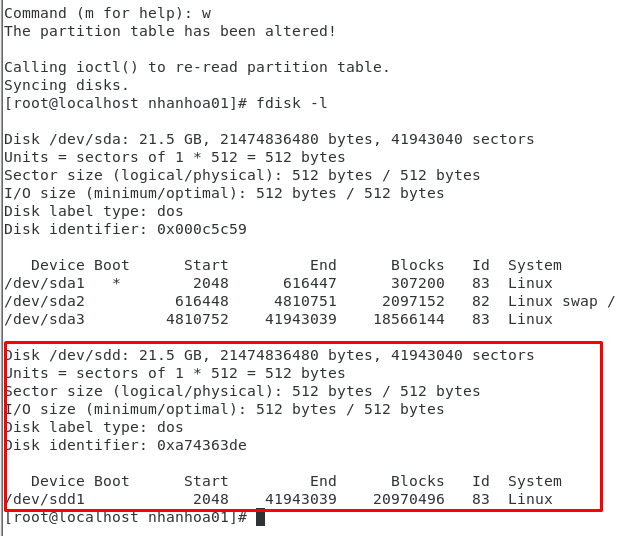 Command (m for help): w
The partition table has been altered!
Calling ioctl() to re-read partition table.
Syncing disks.
[root@localhost nhanhoa01]# fdisk -l
Disk /dev/sda: 21.5 GB, 21474836480 bytes, 41943040 sectors
Units = sectors of 1 * 512 = 512 bytes
Sector size (logical/physical): 512 bytes / 512 bytes
I/O size (minimum/optimal): 512 bytes / 512 bytes
Disk label type: dos
Disk identifier: 0x000c5c59
Device Boot Start End Blocks Id System
/dev/sda1 * 2048 616447 307200 83 Linux
/dev/sda2 616448 4810751 2097152 82 Linux swap /
/dev/sda3 4810752 41943039 18566144 83 Linux
Disk /dev/sdd: 21.5 GB, 21474836480 bytes, 41943040 sectors
Units = sectors of 1 * 512 = 512 bytes
Sector size (logical/physical): 512 bytes / 512 bytes
I/O size (minimum/optimal): 512 bytes / 512 bytes
Disk label type: dos
Disk identifier: 0xa74363de
Device Boot Start End Blocks Id System
/dev/sdd1 2048 41943039 20970496 83 Linux
[root@localhost nhanhoa01]#